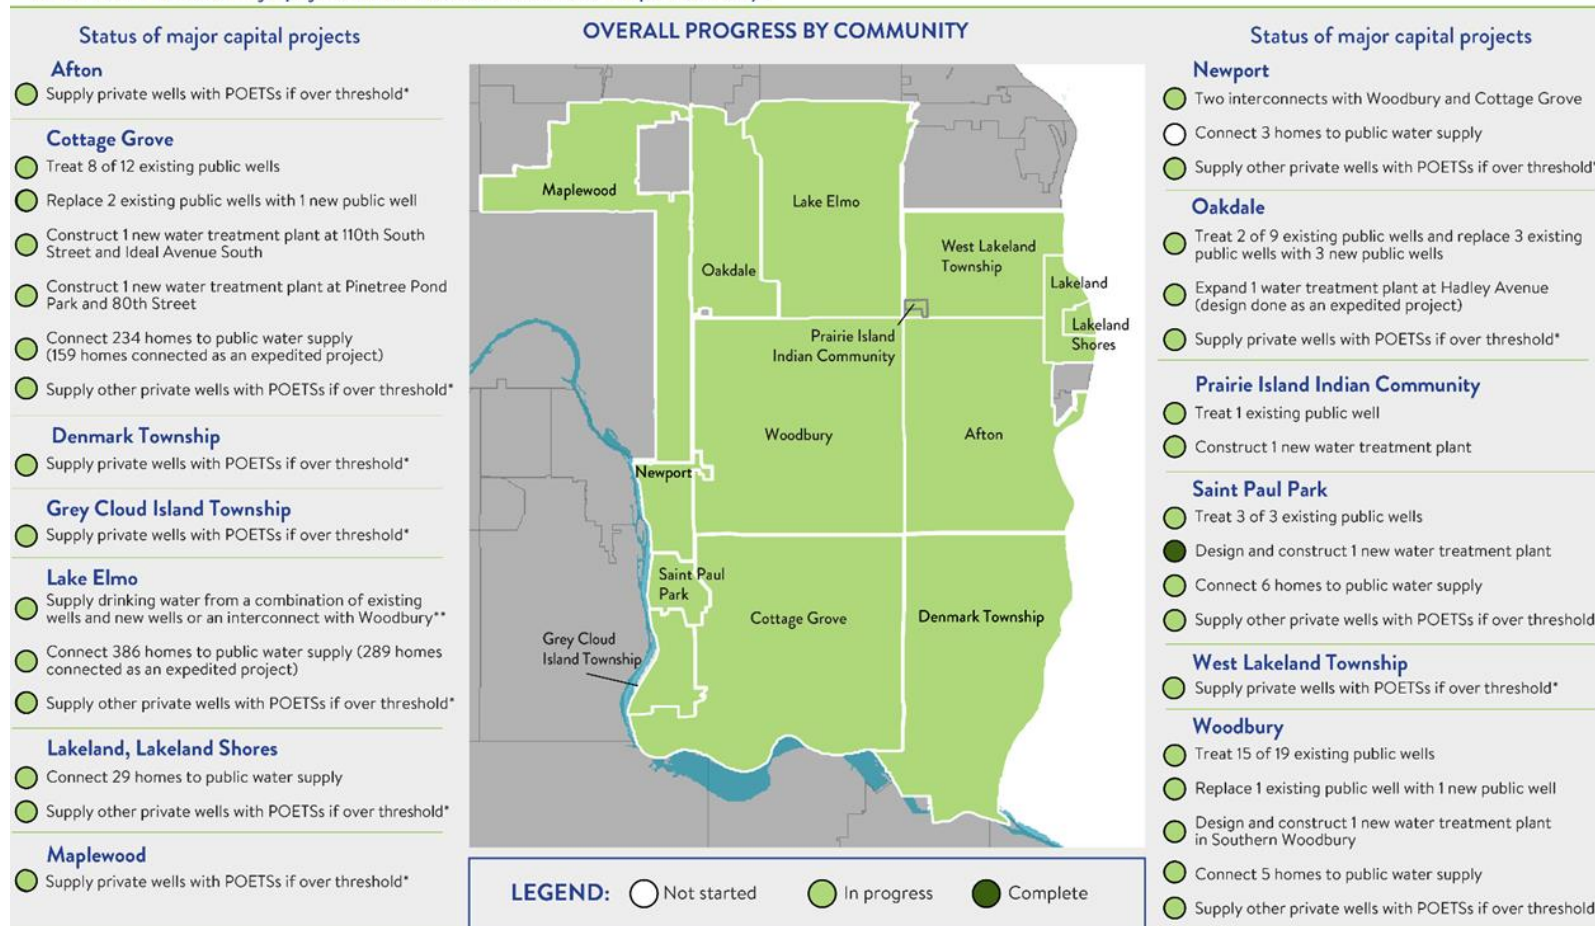 Status of major capital projects
Afton
Supply private wells with POETSs if over threshold*
Cottage Grove
Treat 8 of 12 existing public wells
Replace 2 existing public wells with 1 new public well
Construct 1 new water treatment plant at 110th South
Street and Ideal Avenue South
Construct 1 new water treatment plant at Pinetree Pond
Park and 80th Street
Connect 234 homes to public water supply
(159 homes connected as an expedited project)
Supply other private wells with POETSs if over threshold*
Denmark Township
Supply private wells with POETSs if over threshold*
Grey Cloud Island Township
Supply private wells with POETSs if over threshold*
Lake Elmo
Supply drinking water from a combination of existing
wells and new wells or an interconnect with Woodbury**
Connect 386 homes to public water supply (289 homes
connected as an expedited project)
Supply other private wells with POETSs if over threshold*
Lakeland, Lakeland Shores
Connect 29 homes to public water supply
Supply other private wells with POETSs if over threshold*
Maplewood
Supply private wells with POETSs if over threshold*
OVERALL PROGRESS BY COMMUNITY
Maplewood
Lake Elmo
Oakdale
West Lakeland
Township
Lakeland
Lakeland
Shores
Prairie Island
Indian Community
Woodbury
Afton
Newport
Saint Paul
Park
Cottage Grove
Denmark Township
Grey Cloud
Island Township
LEGEND:
Not started
In progress
Complete
Status of major capital projects
Newport
Two interconnects with Woodbury and Cottage Grove
Connect 3 homes to public water supply
Supply other private wells with POETSs if over threshold*
Oakdale
Treat 2 of 9 existing public wells and replace 3 existing
public wells with 3 new public wells
Expand 1 water treatment plant at Hadley Avenue
(design done as an expedited project)
Supply private wells with POETSs if over threshold*
Prairie Island Indian Community
Treat 1 existing public well
Construct 1 new water treatment plant
Saint Paul Park
Treat 3 of 3 existing public wells
Design and construct 1 new water treatment plant
Connect 6 homes to public water supply
Supply other private wells with POETSs if over threshold
West Lakeland Township
Supply private wells with POETSs if over threshold*
Woodbury
Treat 15 of 19 existing public wells
Replace 1 existing public well with 1 new public well
Design and construct 1 new water treatment plant
in Southern Woodbury
Connect 5 homes to public water supply
Supply other private wells with POETSs if over threshold